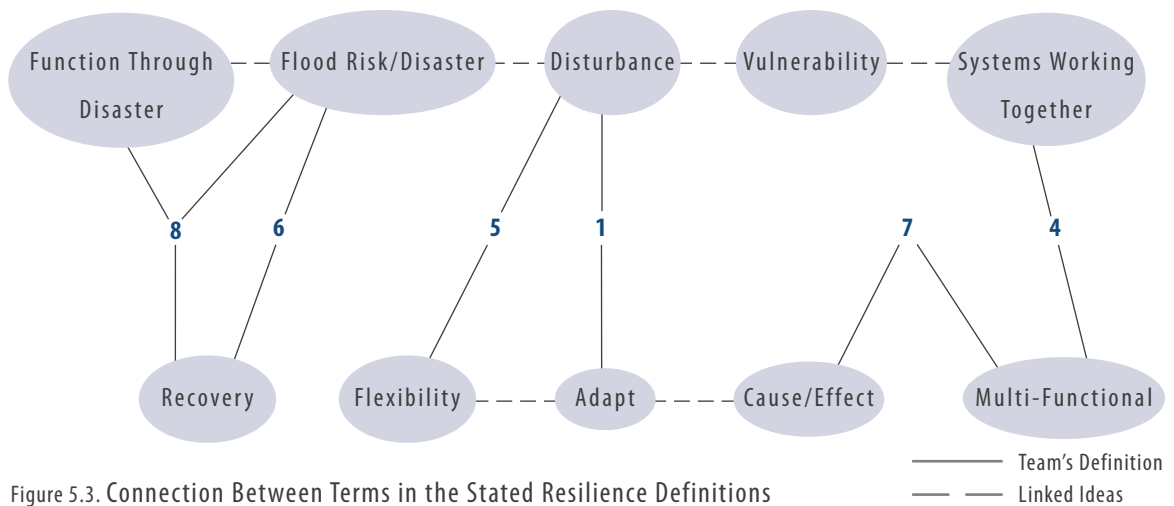 Function Through
Disaster
Flood Risk/Disaster
Disturbance
Vulnerability
Systems Working
Together
8
6
5
1
7
4
Recovery
Flexibility
Adapt
Cause/Effect
Multi-Functional
Team's Definition
Linked Ideas
Figure 5.3. Connection Between Terms in the Stated Resilience Definitions